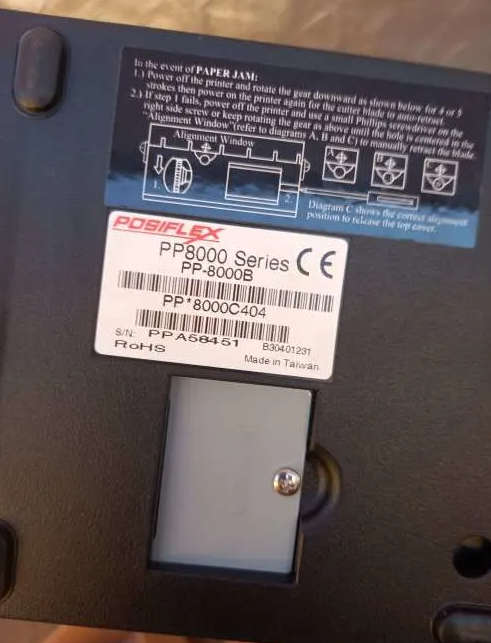 In the event of PAPER JAM:
1.) Power off the printer and rotate the gear downward as shown below for 4 or 5
strokes then power on the printer again for the cutter blade to auto-retract.
2.) If step 1 fails, power off the printer and use a small Phillips screwdriver on the
right side screw or keep rotating the gear as above until the hole is centered in the
"Alignment Window"(refer to diagrams A, B and C) to manually retract the blade.
Alignment Window
A B C
1. 2.
Diagram C shows the correct alignment
position to release the top cover.
POSIFLEX
PP8000 Series CE
PP-8000B
PP*8000C404
S/N: PPA58451 B30401231
RoHS Made in Taiwan